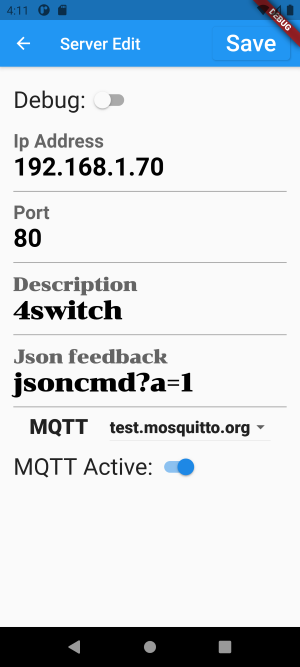 4:11
DEBUG
Server Edit
Save
Debug:
Ip Address
192.168.1.70
Port
80
Description
4switch
Json feedback
jsoncmd?a=1
MQTT test.mosquitto.org
MQTT Active: